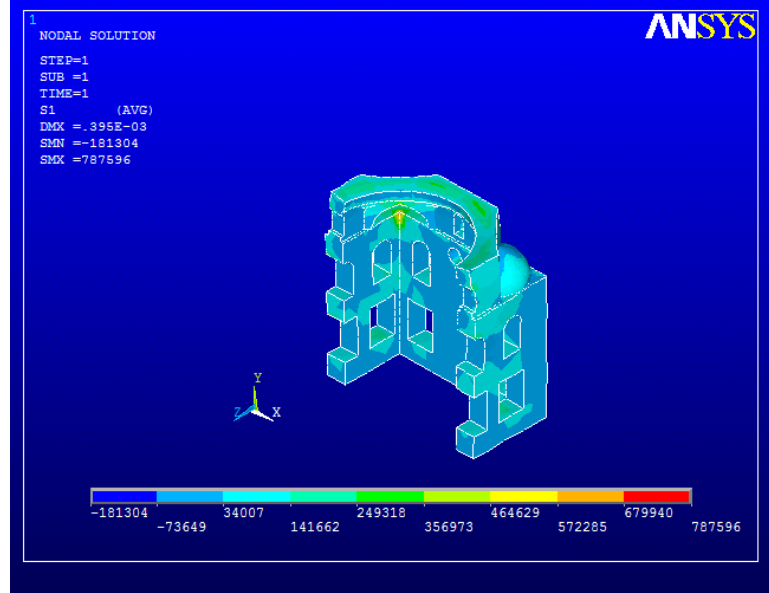 1
ANSYS
NODAL SOLUTION
STEP=1
SUB =1
TIME=1
S1 (AVG)
DMX =.395E-03
SMN =-181304
SMX =787596
Y
Z X
-181304 34007 249318 464629 679940
-73649 141662 356973 572285 787596